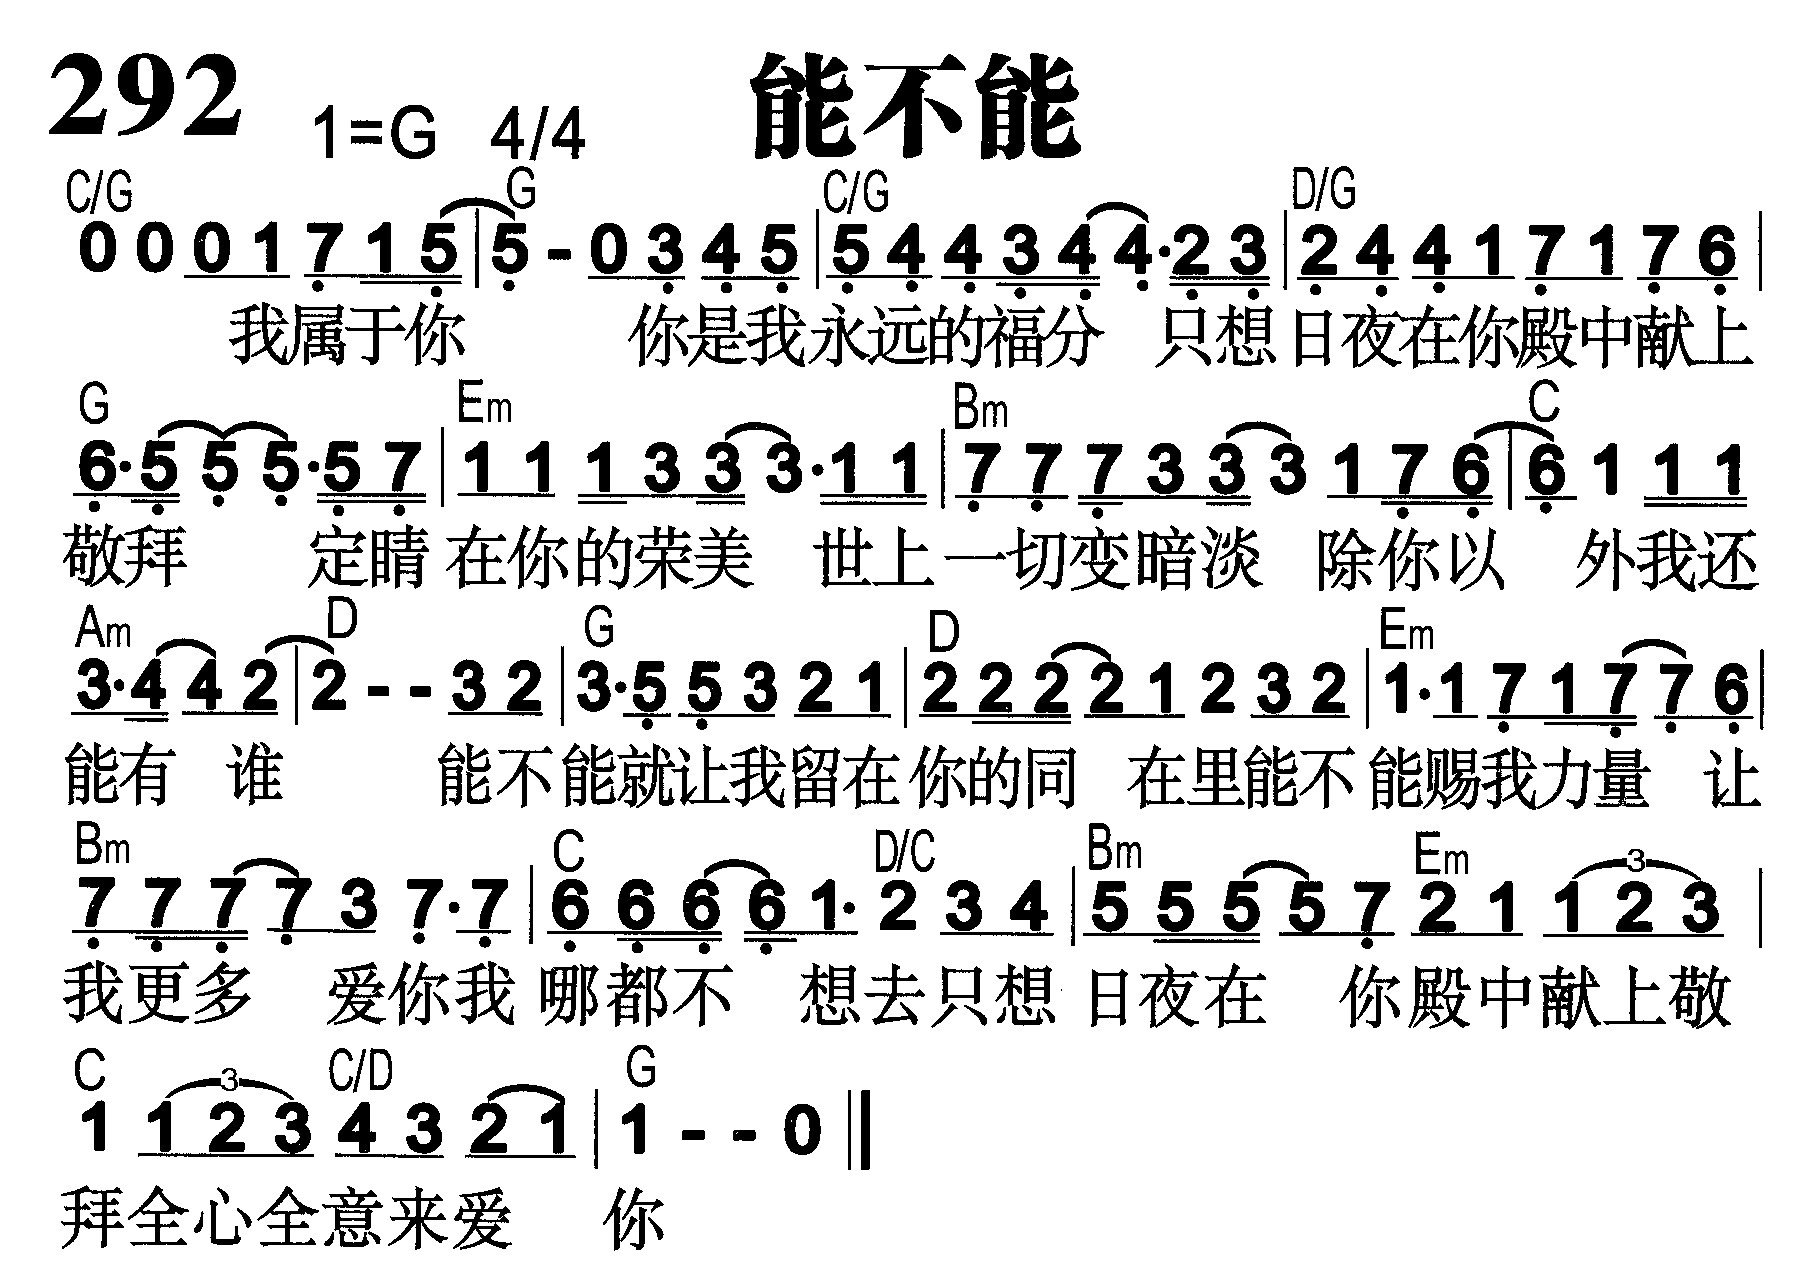 292 1=G 4/4 能不能
C/G G C/G D/G
0 0 0 1 7 1 5 | 5 - 0 3 4 5 | 5 4 4 3 4 4· 2 3 | 2 4 4 1 7 1 7 6 |
我属于你 你是我永远的福分 只想日夜在你殿中献上
G Em Bm C
6· 5 5 5· 5 7 | 1 1 1 3 3 3· 1 1 | 7 7 7 3 3 3 1 7 6 | 6 1 1 1
敬拜 定睛在你的荣美 世上一切变暗淡 除你以 外我还
Am D G D Em
3· 4 4 2 | 2 - - 3 2 | 3· 5 5 3 2 1 | 2 2 2 2 1 2 3 2 | 1· 1 7 1 7 7 6 |
能有 谁 能不能就让我留在你的同 在里能不能赐我力量 让
Bm C D/C Bm Em 3
7 7 7 7 3 7· 7 | 6 6 6 6 1· 2 3 4 | 5 5 5 5 7 2 1 1 2 3 |
我更多 爱你我哪都不 想去只想日夜在 你殿中献上敬
C 3 C/D G
1 1 2 3 4 3 2 1 | 1 - - 0 ‖
拜全心全意来爱 你